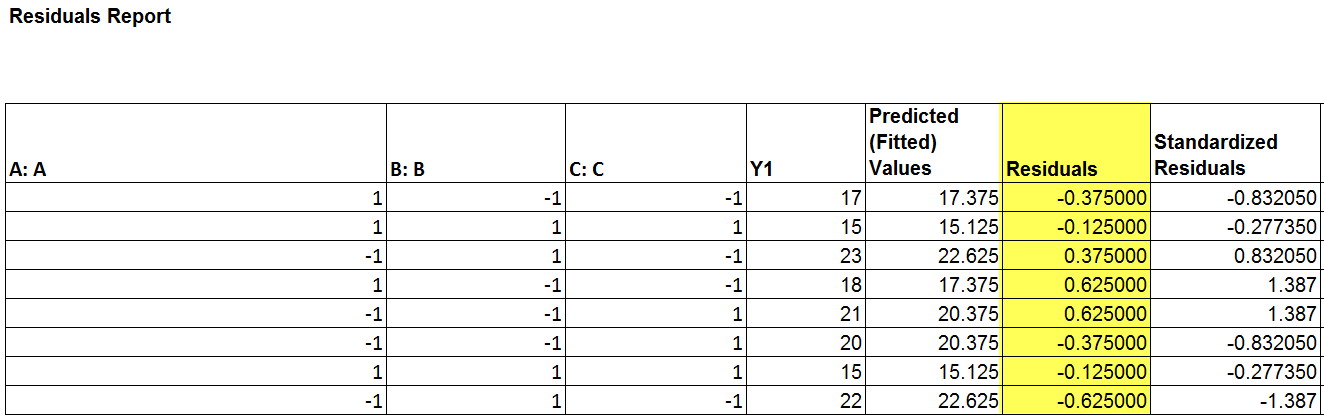 Residuals Report
A: A B: B C: C Y1 Predicted (Fitted) Values Residuals Standardized Residuals
1 -1 -1 17 17.375 -0.375000 -0.832050
1 1 1 15 15.125 -0.125000 -0.277350
-1 1 -1 23 22.625 0.375000 0.832050
1 -1 -1 18 17.375 0.625000 1.387
-1 -1 1 21 20.375 0.625000 1.387
-1 -1 1 20 20.375 -0.375000 -0.832050
1 1 1 15 15.125 -0.125000 -0.277350
-1 1 -1 22 22.625 -0.625000 -1.387